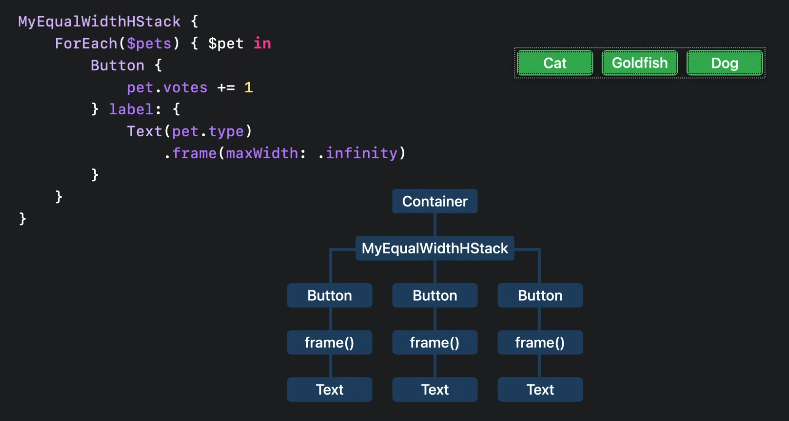 MyEqualWidthHStack {
    ForEach($pets) { $pet in
        Button {
            pet.votes += 1
        } label: {
            Text(pet.type)
                .frame(maxWidth: .infinity)
        }
    }
}
Cat Goldfish Dog
Container
MyEqualWidthHStack
Button Button Button
frame() frame() frame()
Text Text Text